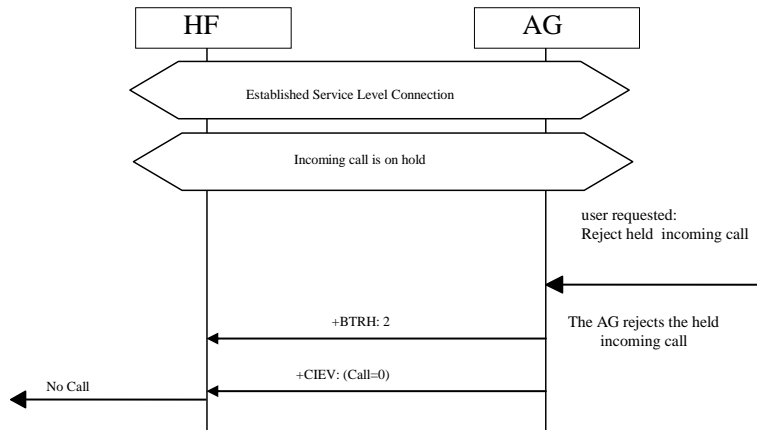 HF
AG
Established Service Level Connection
Incoming call is on hold
user requested:
Reject held incoming call
+BTRH: 2
The AG rejects the held
incoming call
+CIEV: (Call=0)
No Call